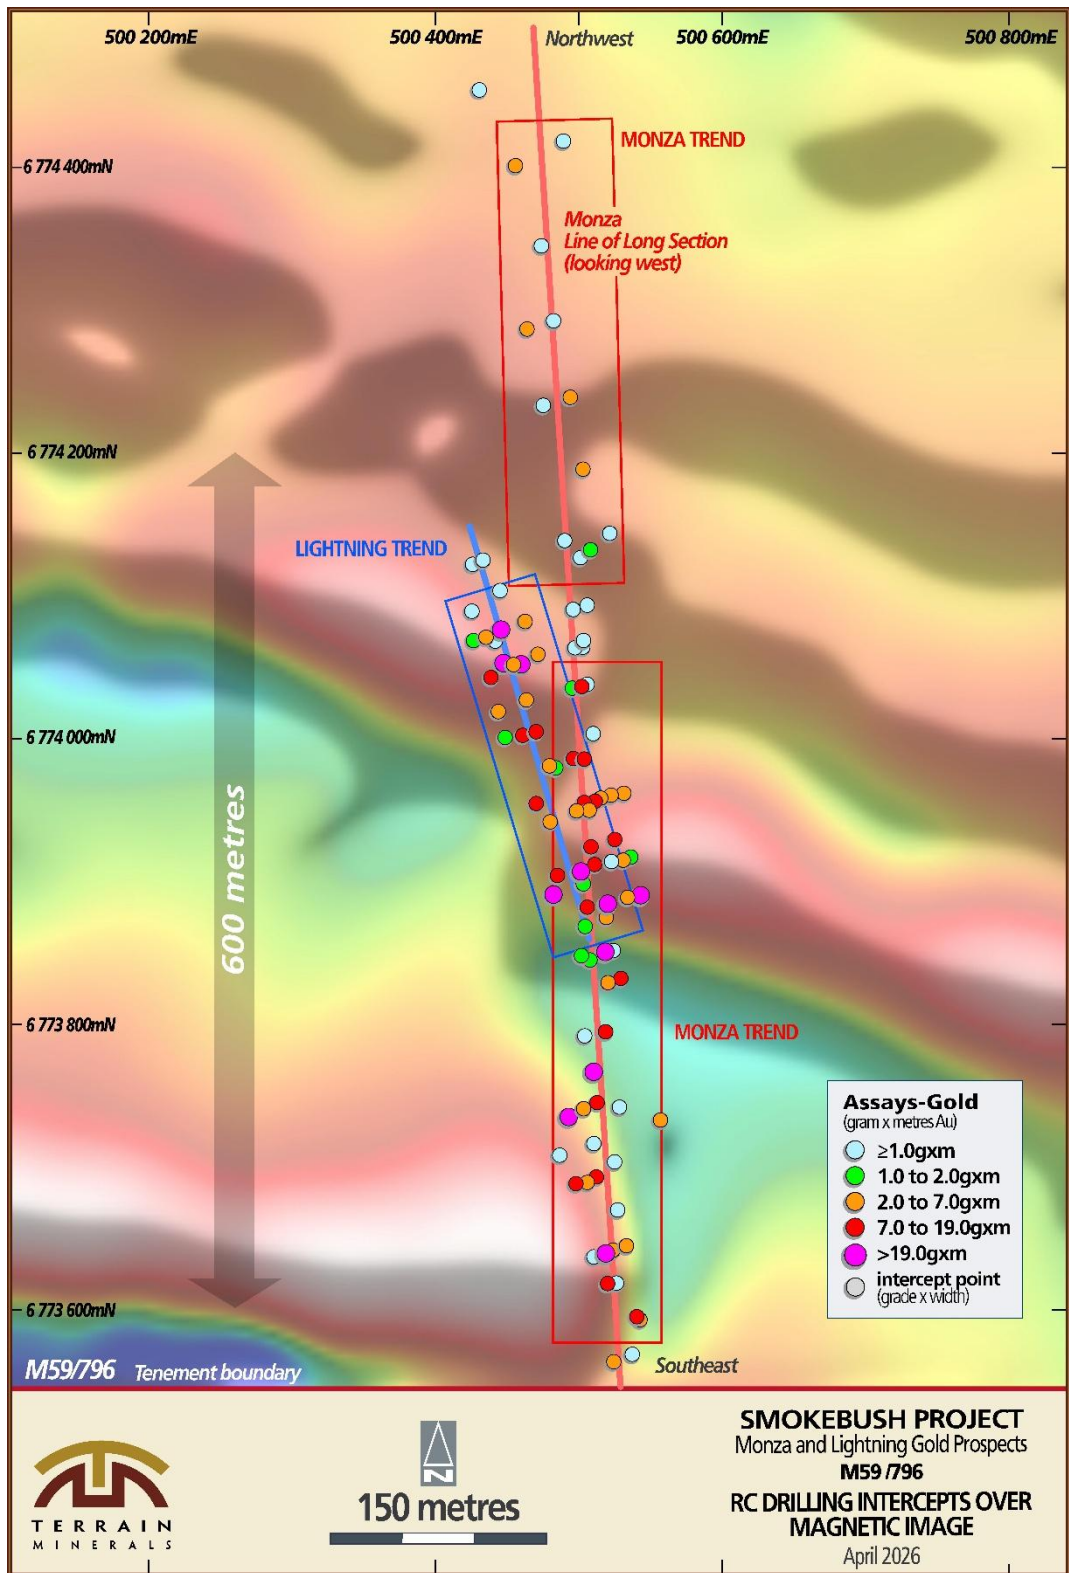 500 200mE
500 400mE
Northwest
500 600mE
500 800mE
MONZA TREND
6 774 400mN
Monza
Line of Long Section
(looking west)
6 774 200mN
LIGHTNING TREND
6 774 000mN
600 metres
6 773 800mN
MONZA TREND
Assays-Gold
(gram x metres Au)
≥1.0gxm
1.0 to 2.0gxm
2.0 to 7.0gxm
7.0 to 19.0gxm
>19.0gxm
intercept point
(grade x width)
6 773 600mN
M59/796 Tenement boundary
Southeast
TERRAIN
MINERALS
N
150 metres
SMOKEBUSH PROJECT
Monza and Lightning Gold Prospects
M59 /796
RC DRILLING INTERCEPTS OVER
MAGNETIC IMAGE
April 2026